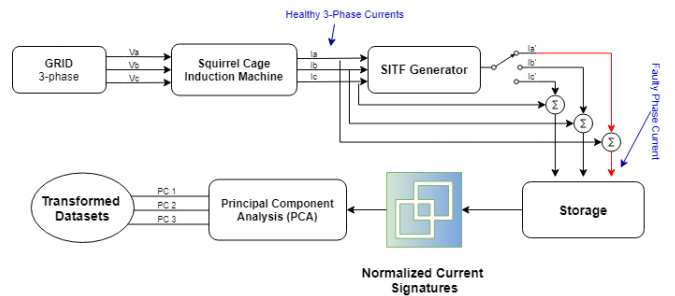 Healthy 3-Phase Currents
GRID
3-phase
Va
Vb
Vc
Squirrel Cage
Induction Machine
Ia
Ib
Ic
SITF Generator
Ia'
Ib'
Ic'
Σ
Σ
Σ
Faulty Phase Current
Transformed
Datasets
PC 1
PC 2
PC 3
Principal Component
Analysis (PCA)
Storage
Normalized Current
Signatures